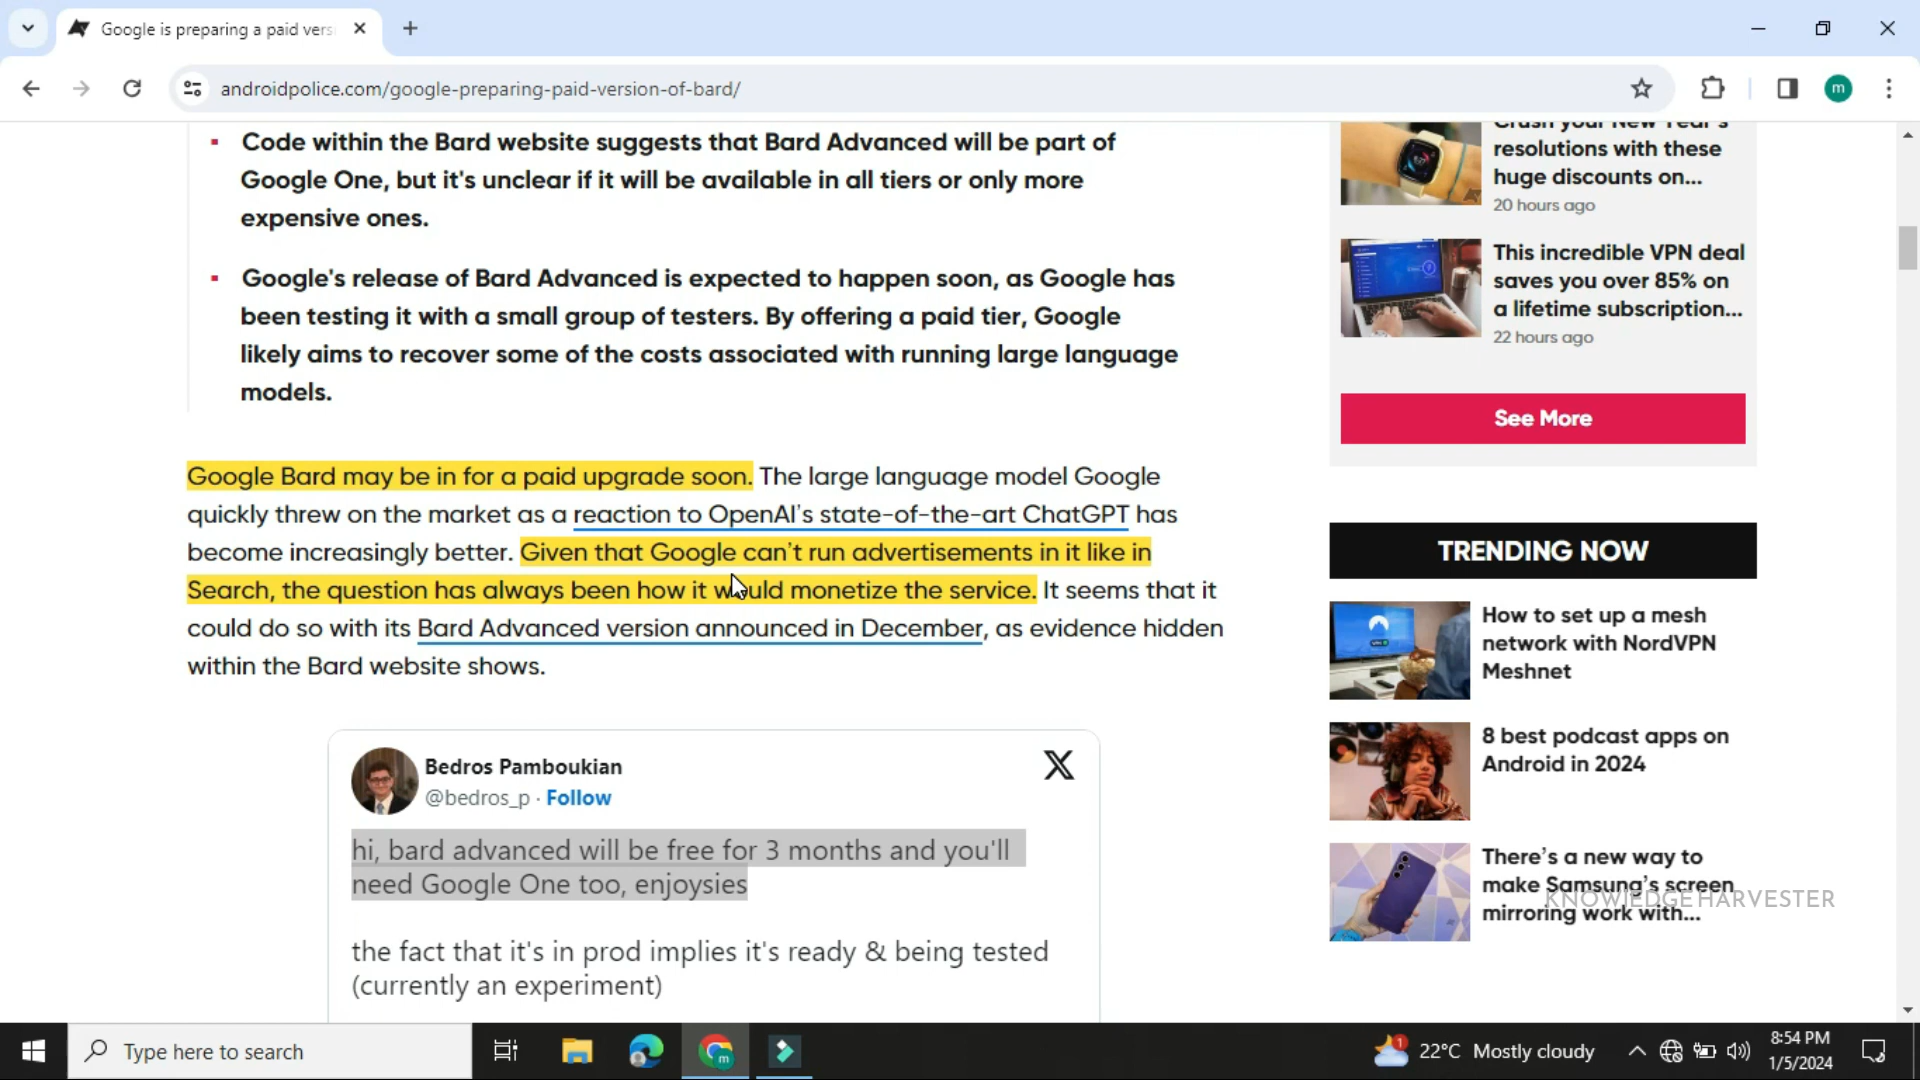 Google is preparing a paid vers
androidpolice.com/google-preparing-paid-version-of-bard/
m
Code within the Bard website suggests that Bard Advanced will be part of
Google One, but it's unclear if it will be available in all tiers or only more
expensive ones.
Google's release of Bard Advanced is expected to happen soon, as Google has
been testing it with a small group of testers. By offering a paid tier, Google
likely aims to recover some of the costs associated with running large language
models.
Google Bard may be in for a paid upgrade soon. The large language model Google
quickly threw on the market as a reaction to OpenAI's state-of-the-art ChatGPT has
become increasingly better. Given that Google can't run advertisements in it like in
Search, the question has always been how it would monetize the service. It seems that it
could do so with its Bard Advanced version announced in December, as evidence hidden
within the Bard website shows.
Bedros Pamboukian
@bedros_p · Follow
hi, bard advanced will be free for 3 months and you'll
need Google One too, enjoysies
the fact that it's in prod implies it's ready & being tested
(currently an experiment)
Crush your New Year's
resolutions with these
huge discounts on...
20 hours ago
This incredible VPN deal
saves you over 85% on
a lifetime subscription...
22 hours ago
See More
TRENDING NOW
How to set up a mesh
network with NordVPN
Meshnet
8 best podcast apps on
Android in 2024
There's a new way to
make Samsung's screen
mirroring work with...
KNOWLEDGE HARVESTER
Type here to search
m
1
22°C Mostly cloudy
8:54 PM
1/5/2024